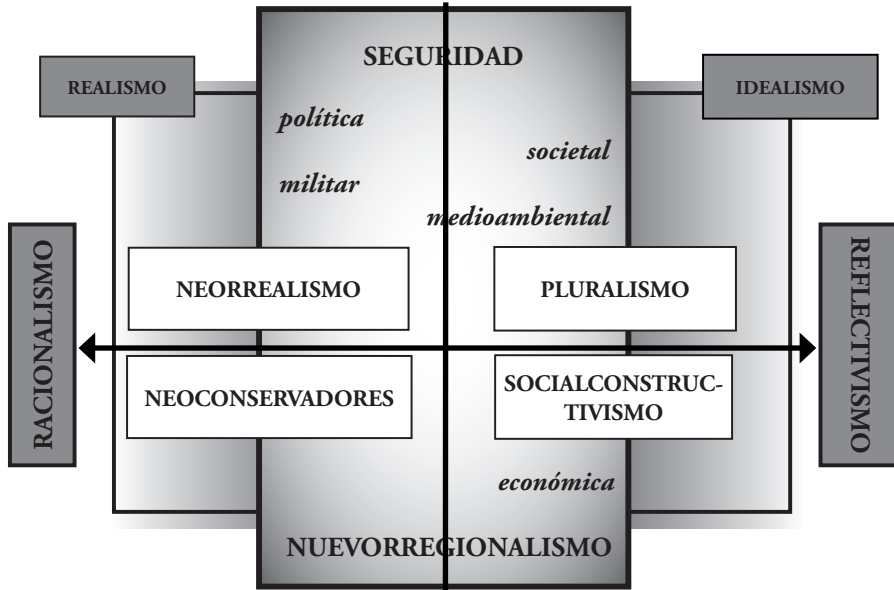 SEGURIDAD
REALISMO
IDEALISMO
política
societal
militar
medioambiental
RACIONALISMO
NEORREALISMO
PLURALISMO
REFLECTIVISMO
NEOCONSERVADORES
SOCIALCONSTRUC-
TIVISMO
económica
NUEVORREGIONALISMO